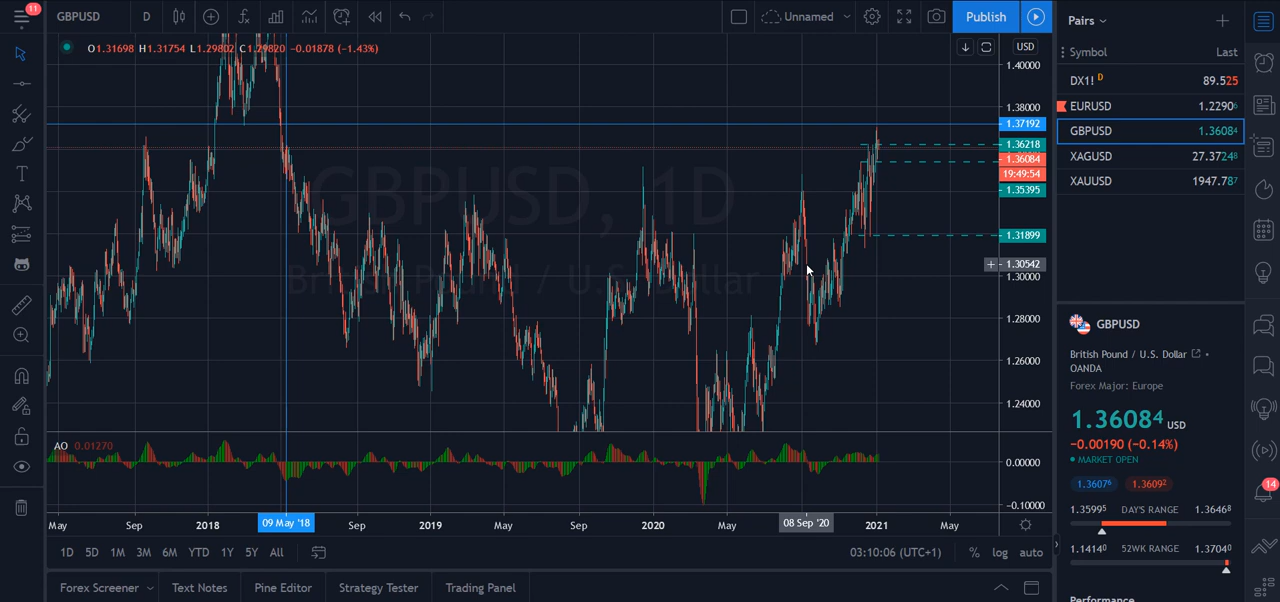 11
GBPUSD
D
Unnamed
Publish
O1.31698 H1.31754 L1.29802 C1.29820 -0.01878 (-1.43%)
USD
1.40000
1.38000
1.37192
1.36218
1.36084
19:49:54
1.35395
1.31899
1.30542
1.30000
1.28000
1.26000
1.24000
GBPUSD, 1D
British Pound / U.S. Dollar
AO 0.01270
0.00000
-0.10000
May Sep 2018 09 May '18 Sep 2019 May Sep 2020 May 08 Sep '20 2021 May
1D 5D 1M 3M 6M YTD 1Y 5Y All
03:10:06 (UTC+1) % log auto
Forex Screener Text Notes Pine Editor Strategy Tester Trading Panel
Pairs
Symbol Last
DX1! D 89.525
EURUSD 1.22906
GBPUSD 1.36084
XAGUSD 27.37248
XAUUSD 1947.787
GBPUSD
British Pound / U.S. Dollar
OANDA
Forex Major: Europe
1.36084 USD
−0.00190 (−0.14%)
MARKET OPEN
1.36076 1.36092
1.35995 DAY'S RANGE 1.36468
1.14140 52WK RANGE 1.37040
Performance
14